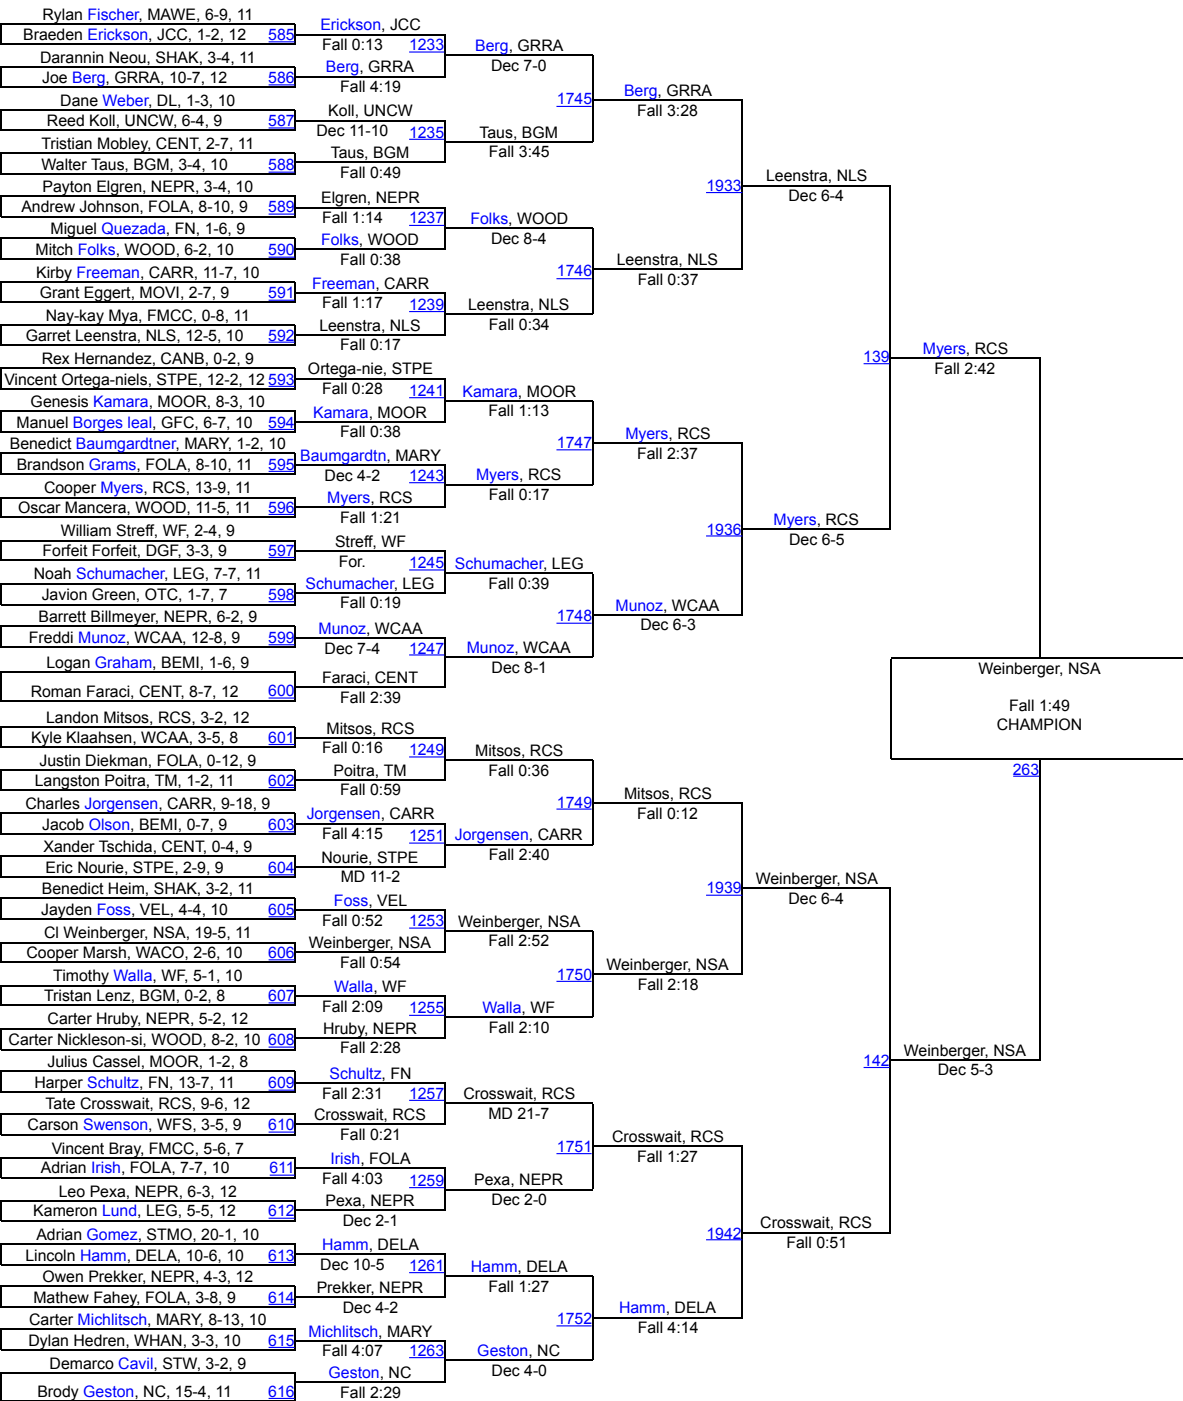 Rylan Fischer, MAWE, 6-9, 11
Braeden Erickson, JCC, 1-2, 12 585
Darannin Neou, SHAK, 3-4, 11
Joe Berg, GRRA, 10-7, 12 586
Dane Weber, DL, 1-3, 10
Reed Koll, UNCW, 6-4, 9 587
Tristian Mobley, CENT, 2-7, 11
Walter Taus, BGM, 3-4, 10 588
Payton Elgren, NEPR, 3-4, 10
Andrew Johnson, FOLA, 8-10, 9 589
Miguel Quezada, FN, 1-6, 9
Mitch Folks, WOOD, 6-2, 10 590
Kirby Freeman, CARR, 11-7, 10
Grant Eggert, MOVI, 2-7, 9 591
Nay-kay Mya, FMCC, 0-8, 11
Garret Leenstra, NLS, 12-5, 10 592
Rex Hernandez, CANB, 0-2, 9
Vincent Ortega-niels, STPE, 12-2, 12 593
Genesis Kamara, MOOR, 8-3, 10
Manuel Borges leal, GFC, 6-7, 10 594
Benedict Baumgardtner, MARY, 1-2, 10
Brandson Grams, FOLA, 8-10, 11 595
Cooper Myers, RCS, 13-9, 11
Oscar Mancera, WOOD, 11-5, 11 596
William Streff, WF, 2-4, 9
Forfeit Forfeit, DGF, 3-3, 9 597
Noah Schumacher, LEG, 7-7, 11
Javion Green, OTC, 1-7, 7 598
Barrett Billmeyer, NEPR, 6-2, 9
Freddi Munoz, WCAA, 12-8, 9 599
Logan Graham, BEMI, 1-6, 9
Roman Faraci, CENT, 8-7, 12 600
Landon Mitsos, RCS, 3-2, 12
Kyle Klaahsen, WCAA, 3-5, 8 601
Justin Diekman, FOLA, 0-12, 9
Langston Poitra, TM, 1-2, 11 602
Charles Jorgensen, CARR, 9-18, 9
Jacob Olson, BEMI, 0-7, 9 603
Xander Tschida, CENT, 0-4, 9
Eric Nourie, STPE, 2-9, 9 604
Benedict Heim, SHAK, 3-2, 11
Jayden Foss, VEL, 4-4, 10 605
Cl Weinberger, NSA, 19-5, 11
Cooper Marsh, WACO, 2-6, 10 606
Timothy Walla, WF, 5-1, 10
Tristan Lenz, BGM, 0-2, 8 607
Carter Hruby, NEPR, 5-2, 12
Carter Nickleson-si, WOOD, 8-2, 10 608
Julius Cassel, MOOR, 1-2, 8
Harper Schultz, FN, 13-7, 11 609
Tate Crosswait, RCS, 9-6, 12
Carson Swenson, WFS, 3-5, 9 610
Vincent Bray, FMCC, 5-6, 7
Adrian Irish, FOLA, 7-7, 10 611
Leo Pexa, NEPR, 6-3, 12
Kameron Lund, LEG, 5-5, 12 612
Adrian Gomez, STMO, 20-1, 10
Lincoln Hamm, DELA, 10-6, 10 613
Owen Prekker, NEPR, 4-3, 12
Mathew Fahey, FOLA, 3-8, 9 614
Carter Michlitsch, MARY, 8-13, 10
Dylan Hedren, WHAN, 3-3, 10 615
Demarco Cavil, STW, 3-2, 9
Brody Geston, NC, 15-4, 11 616
Erickson, JCC
Fall 0:13 1233
Berg, GRRA
Fall 4:19
Koll, UNCW
Dec 11-10 1235
Taus, BGM
Fall 0:49
Elgren, NEPR
Fall 1:14 1237
Folks, WOOD
Fall 0:38
Freeman, CARR
Fall 1:17 1239
Leenstra, NLS
Fall 0:17
Ortega-nie, STPE
Fall 0:28 1241
Kamara, MOOR
Fall 0:38
Baumgardtn, MARY
Dec 4-2 1243
Myers, RCS
Fall 1:21
Streff, WF
For. 1245
Schumacher, LEG
Fall 0:19
Munoz, WCAA
Dec 7-4 1247
Faraci, CENT
Fall 2:39
Mitsos, RCS
Fall 0:16 1249
Poitra, TM
Fall 0:59
Jorgensen, CARR
Fall 4:15 1251
Nourie, STPE
MD 11-2
Foss, VEL
Fall 0:52 1253
Weinberger, NSA
Fall 0:54
Walla, WF
Fall 2:09 1255
Hruby, NEPR
Fall 2:28
Schultz, FN
Fall 2:31 1257
Crosswait, RCS
Fall 0:21
Irish, FOLA
Fall 4:03 1259
Pexa, NEPR
Dec 2-1
Hamm, DELA
Dec 10-5 1261
Prekker, NEPR
Dec 4-2
Michlitsch, MARY
Fall 4:07 1263
Geston, NC
Fall 2:29
Berg, GRRA
Dec 7-0
1745
Taus, BGM
Fall 3:45
Folks, WOOD
Dec 8-4
1746
Leenstra, NLS
Fall 0:34
Kamara, MOOR
Fall 1:13
1747
Myers, RCS
Fall 0:17
Schumacher, LEG
Fall 0:39
1748
Munoz, WCAA
Dec 8-1
Mitsos, RCS
Fall 0:36
1749
Jorgensen, CARR
Fall 2:40
Weinberger, NSA
Fall 2:52
1750
Walla, WF
Fall 2:10
Crosswait, RCS
MD 21-7
1751
Pexa, NEPR
Dec 2-0
Hamm, DELA
Fall 1:27
1752
Geston, NC
Dec 4-0
Berg, GRRA
Fall 3:28
1933
Leenstra, NLS
Fall 0:37
Myers, RCS
Fall 2:37
1936
Munoz, WCAA
Dec 6-3
Mitsos, RCS
Fall 0:12
1939
Weinberger, NSA
Fall 2:18
Crosswait, RCS
Fall 1:27
1942
Hamm, DELA
Fall 4:14
Leenstra, NLS
Dec 6-4
139
Myers, RCS
Dec 6-5
Weinberger, NSA
Dec 6-4
142
Crosswait, RCS
Fall 0:51
Myers, RCS
Fall 2:42
Weinberger, NSA
Fall 1:49
CHAMPION
263
Weinberger, NSA
Dec 5-3